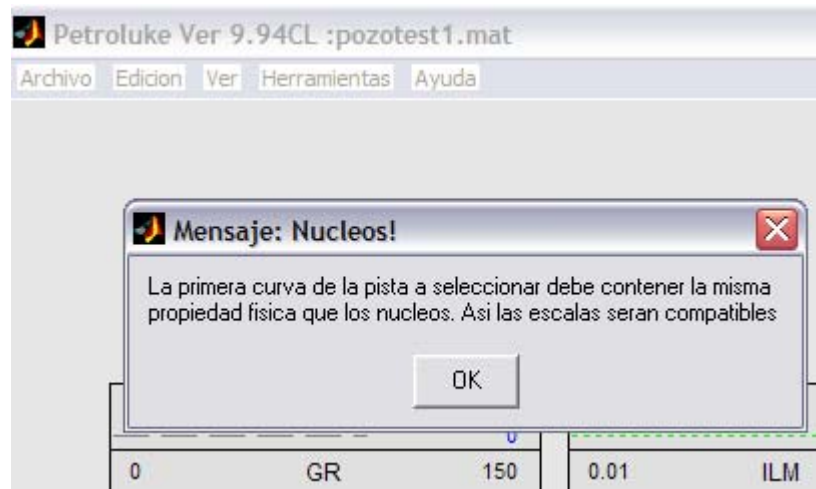 Petroluke Ver 9.94CL :pozotest1.mat
Archivo Edicion Ver Herramientas Ayuda
Mensaje: Nucleos!
La primera curva de la pista a seleccionar debe contener la misma
propiedad fisica que los nucleos. Asi las escalas seran compatibles
OK
0
0 GR 150 0.01 ILM